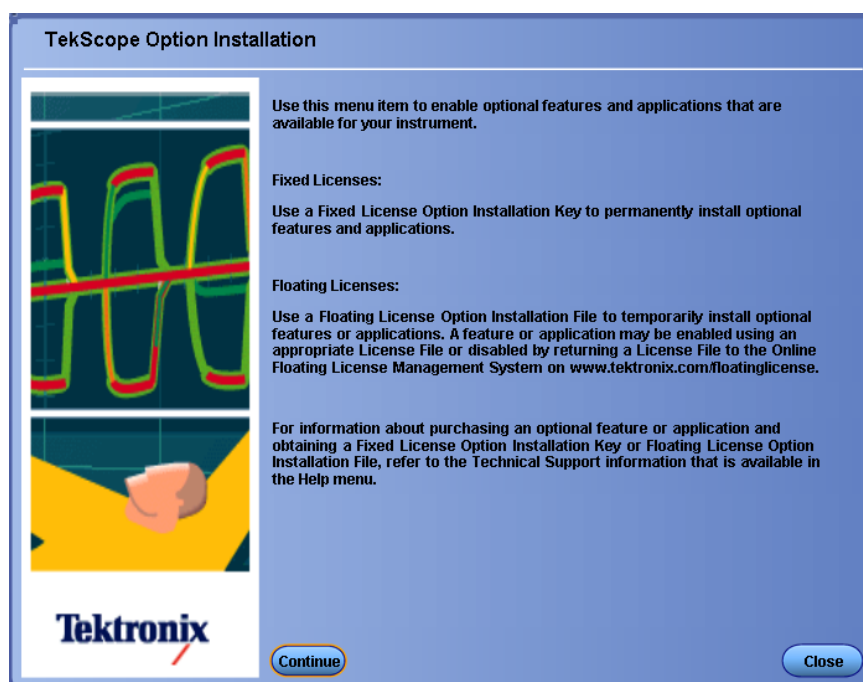 TekScope Option Installation
Use this menu item to enable optional features and applications that are
available for your instrument.
Fixed Licenses:
Use a Fixed License Option Installation Key to permanently install optional
features and applications.
Floating Licenses:
Use a Floating License Option Installation File to temporarily install optional
features or applications. A feature or application may be enabled using an
appropriate License File or disabled by returning a License File to the Online
Floating License Management System on www.tektronix.com/floatinglicense.
For information about purchasing an optional feature or application and
obtaining a Fixed License Option Installation Key or Floating License Option
Installation File, refer to the Technical Support information that is available in
the Help menu.
Tektronix
Continue
Close